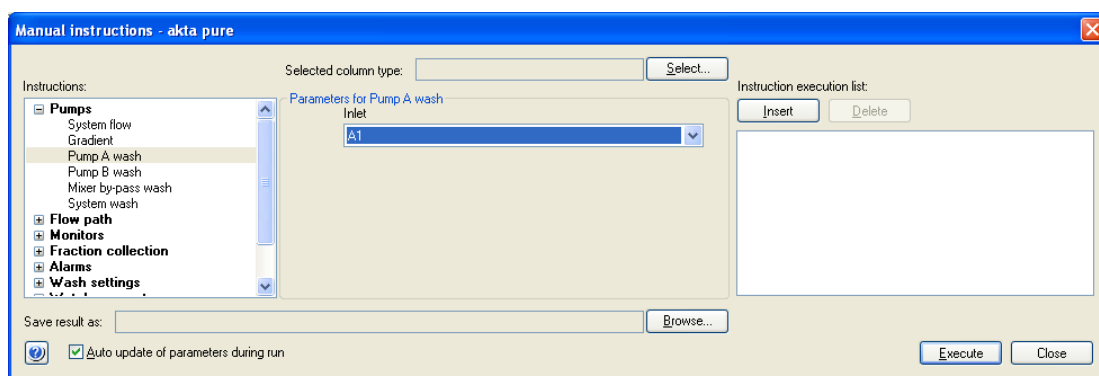 Manual instructions - akta pure
Selected column type:
Select...
Instructions:
Pumps
System flow
Gradient
Pump A wash
Pump B wash
Mixer by-pass wash
System wash
Flow path
Monitors
Fraction collection
Alarms
Wash settings
Parameters for Pump A wash
Inlet
A1
Instruction execution list:
Insert
Delete
Save result as:
Browse...
Auto update of parameters during run
Execute
Close